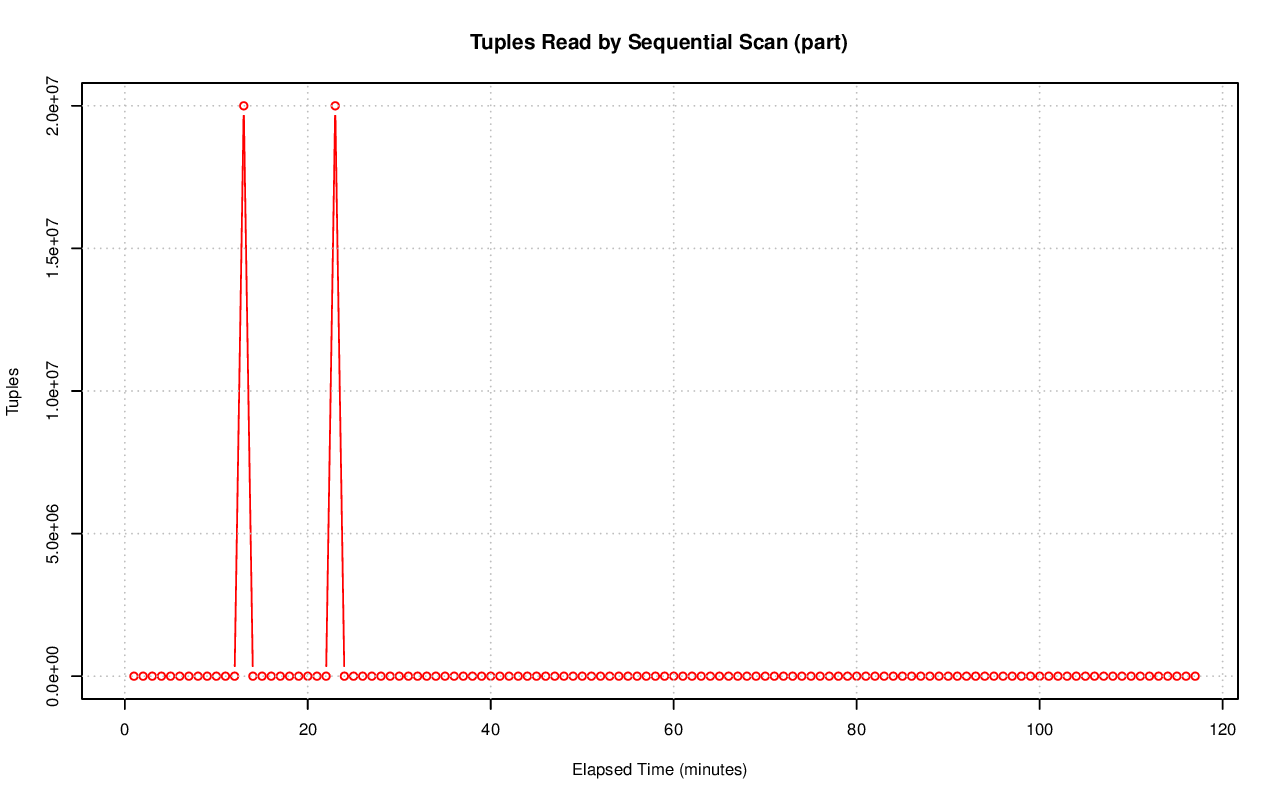 Tuples Read by Sequential Scan (part)
Tuples
2.0e+07
1.5e+07
1.0e+07
5.0e+06
0.0e+00
0 20 40 60 80 100 120
Elapsed Time (minutes)